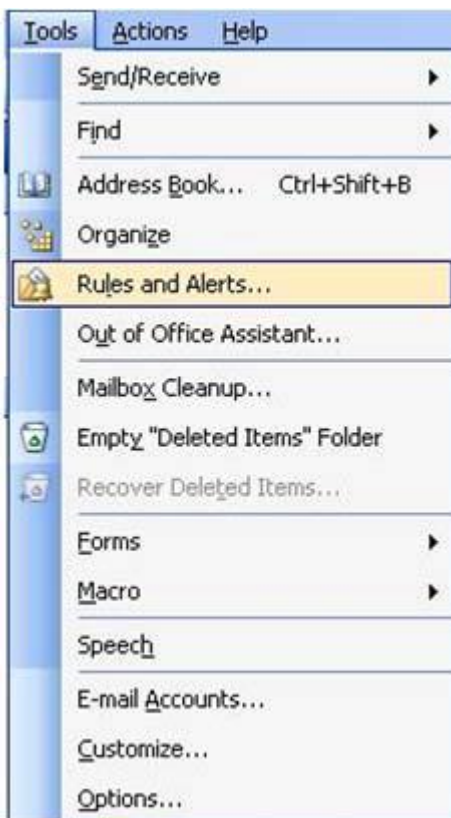 Tools Actions Help
Send/Receive
Find
Address Book... Ctrl+Shift+B
Organize
Rules and Alerts...
Out of Office Assistant...
Mailbox Cleanup...
Empty "Deleted Items" Folder
Recover Deleted Items...
Forms
Macro
Speech
E-mail Accounts...
Customize...
Options...